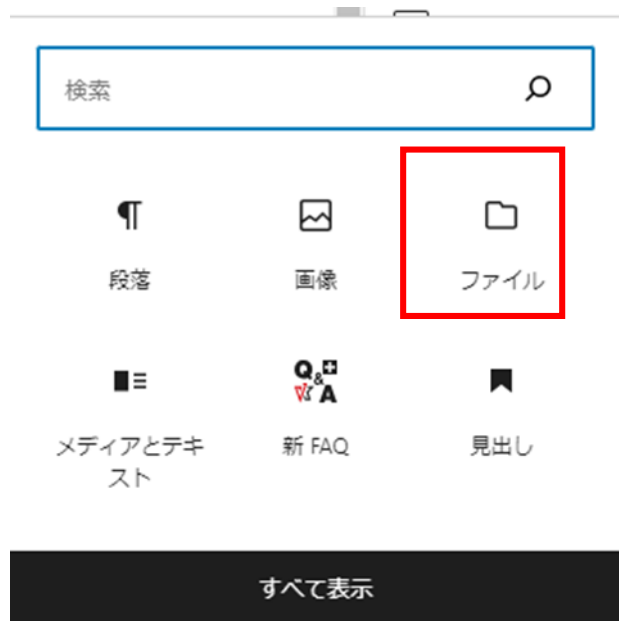 検索
段落
画像
ファイル
メディアとテキ
スト
新 FAQ
見出し
すべて表示